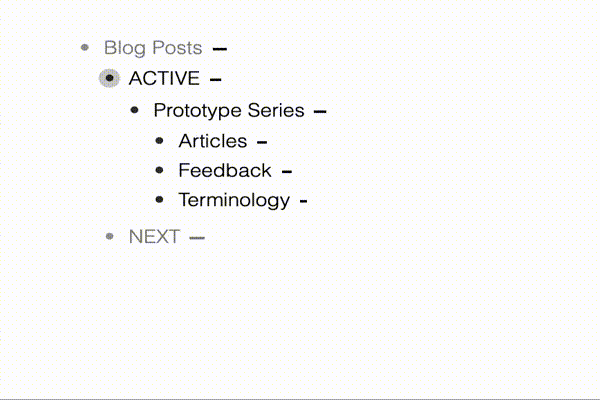 Blog Posts
ACTIVE
Prototype Series
Articles
Feedback
Terminology
NEXT